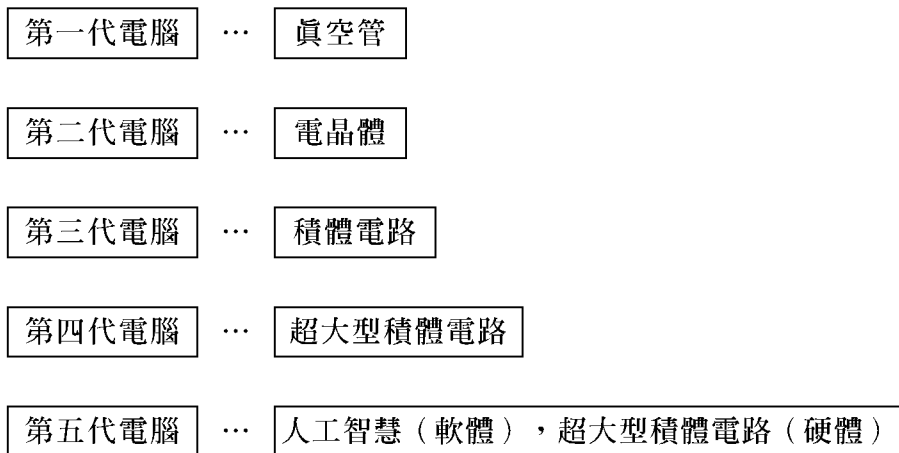 第一代電腦 … 眞空管
第二代電腦 … 電晶體
第三代電腦 … 積體電路
第四代電腦 … 超大型積體電路
第五代電腦 … 人工智慧（軟體），超大型積體電路（硬體）